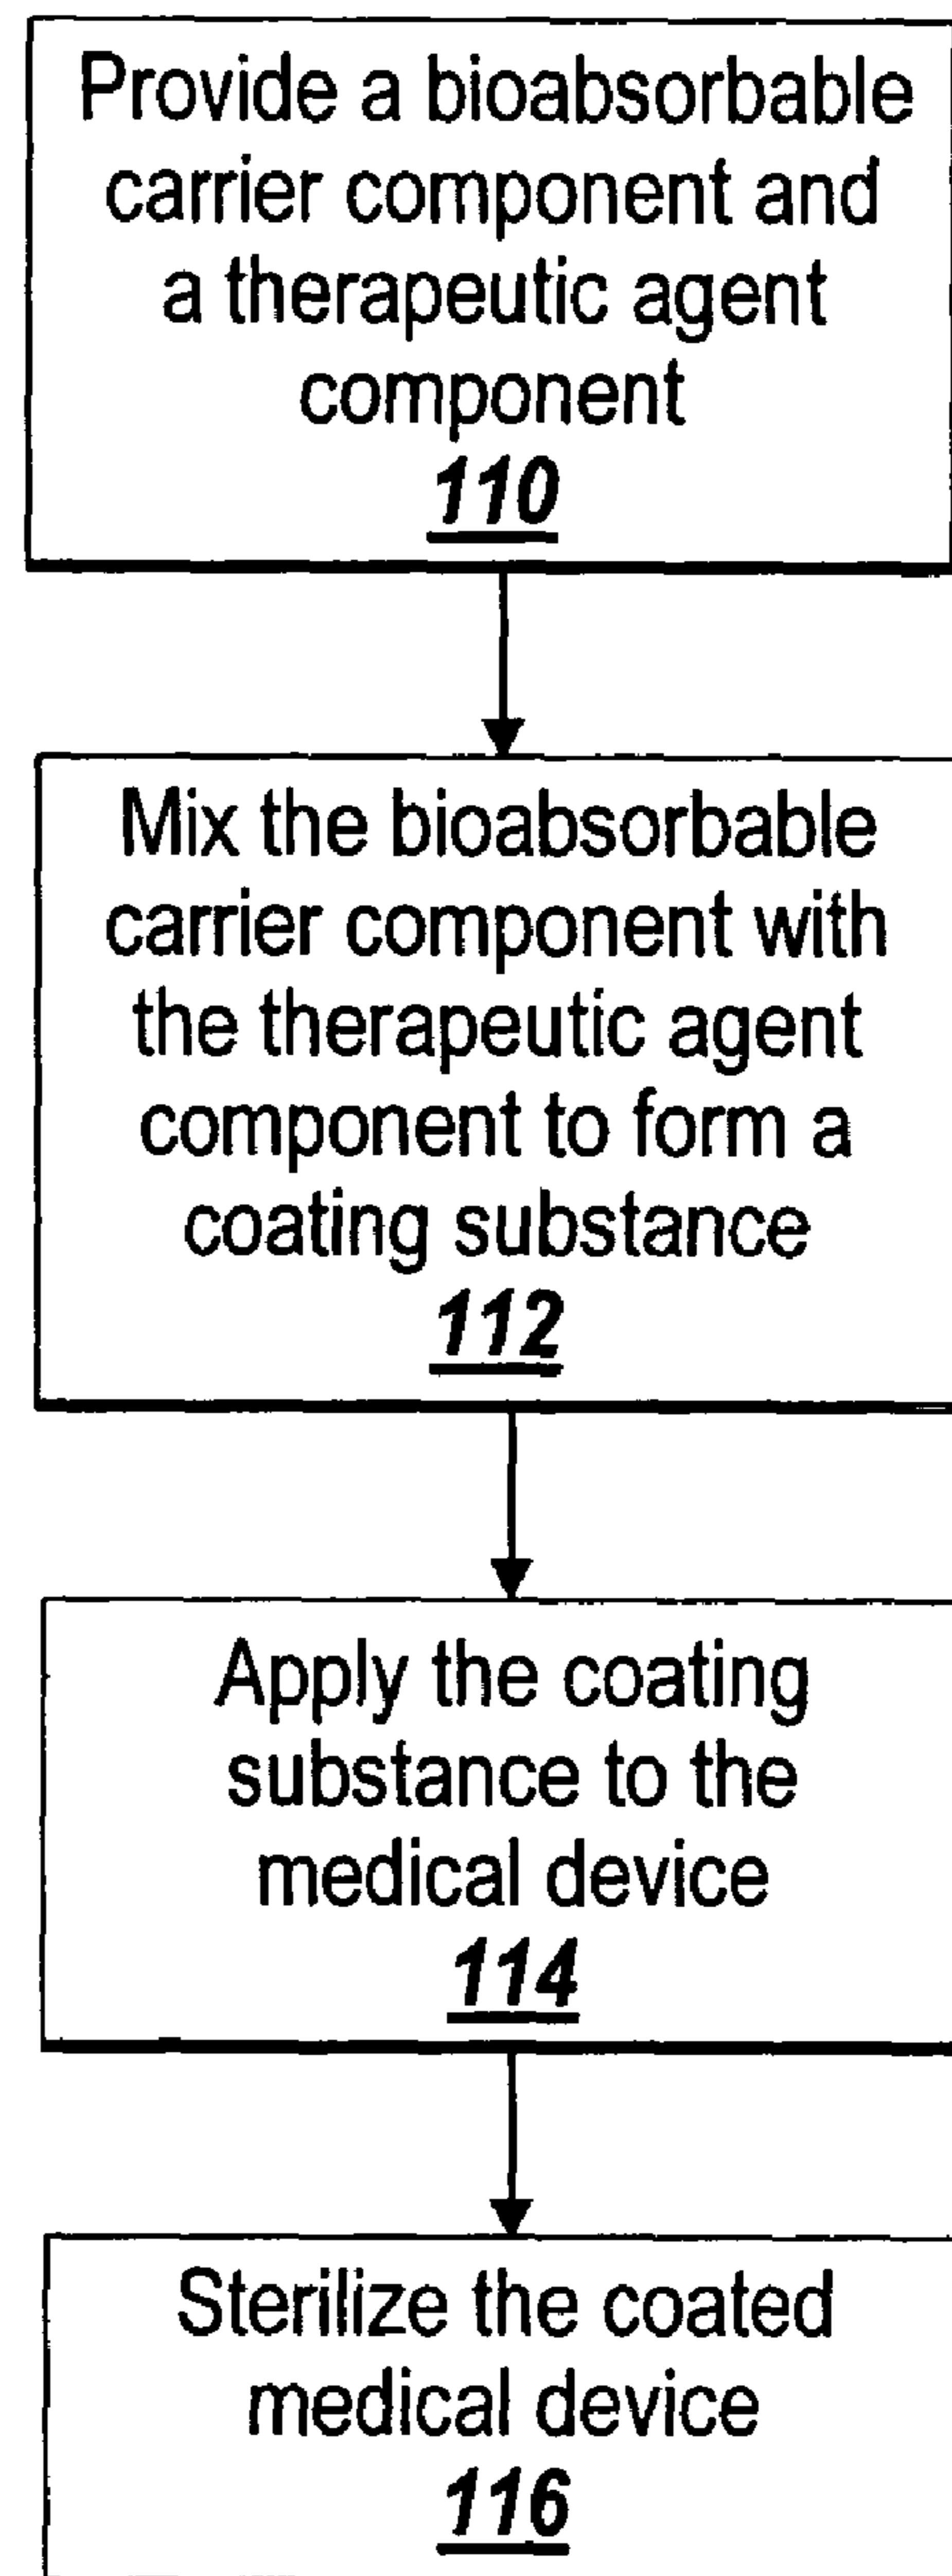 Provide a bioabsorbable
carrier component and
a therapeutic agent
component
110
Mix the bioabsorbable
carrier component with
the therapeutic agent
component to form a
coating substance
112
Apply the coating
substance to the
medical device
114
Sterilize the coated
medical device
116